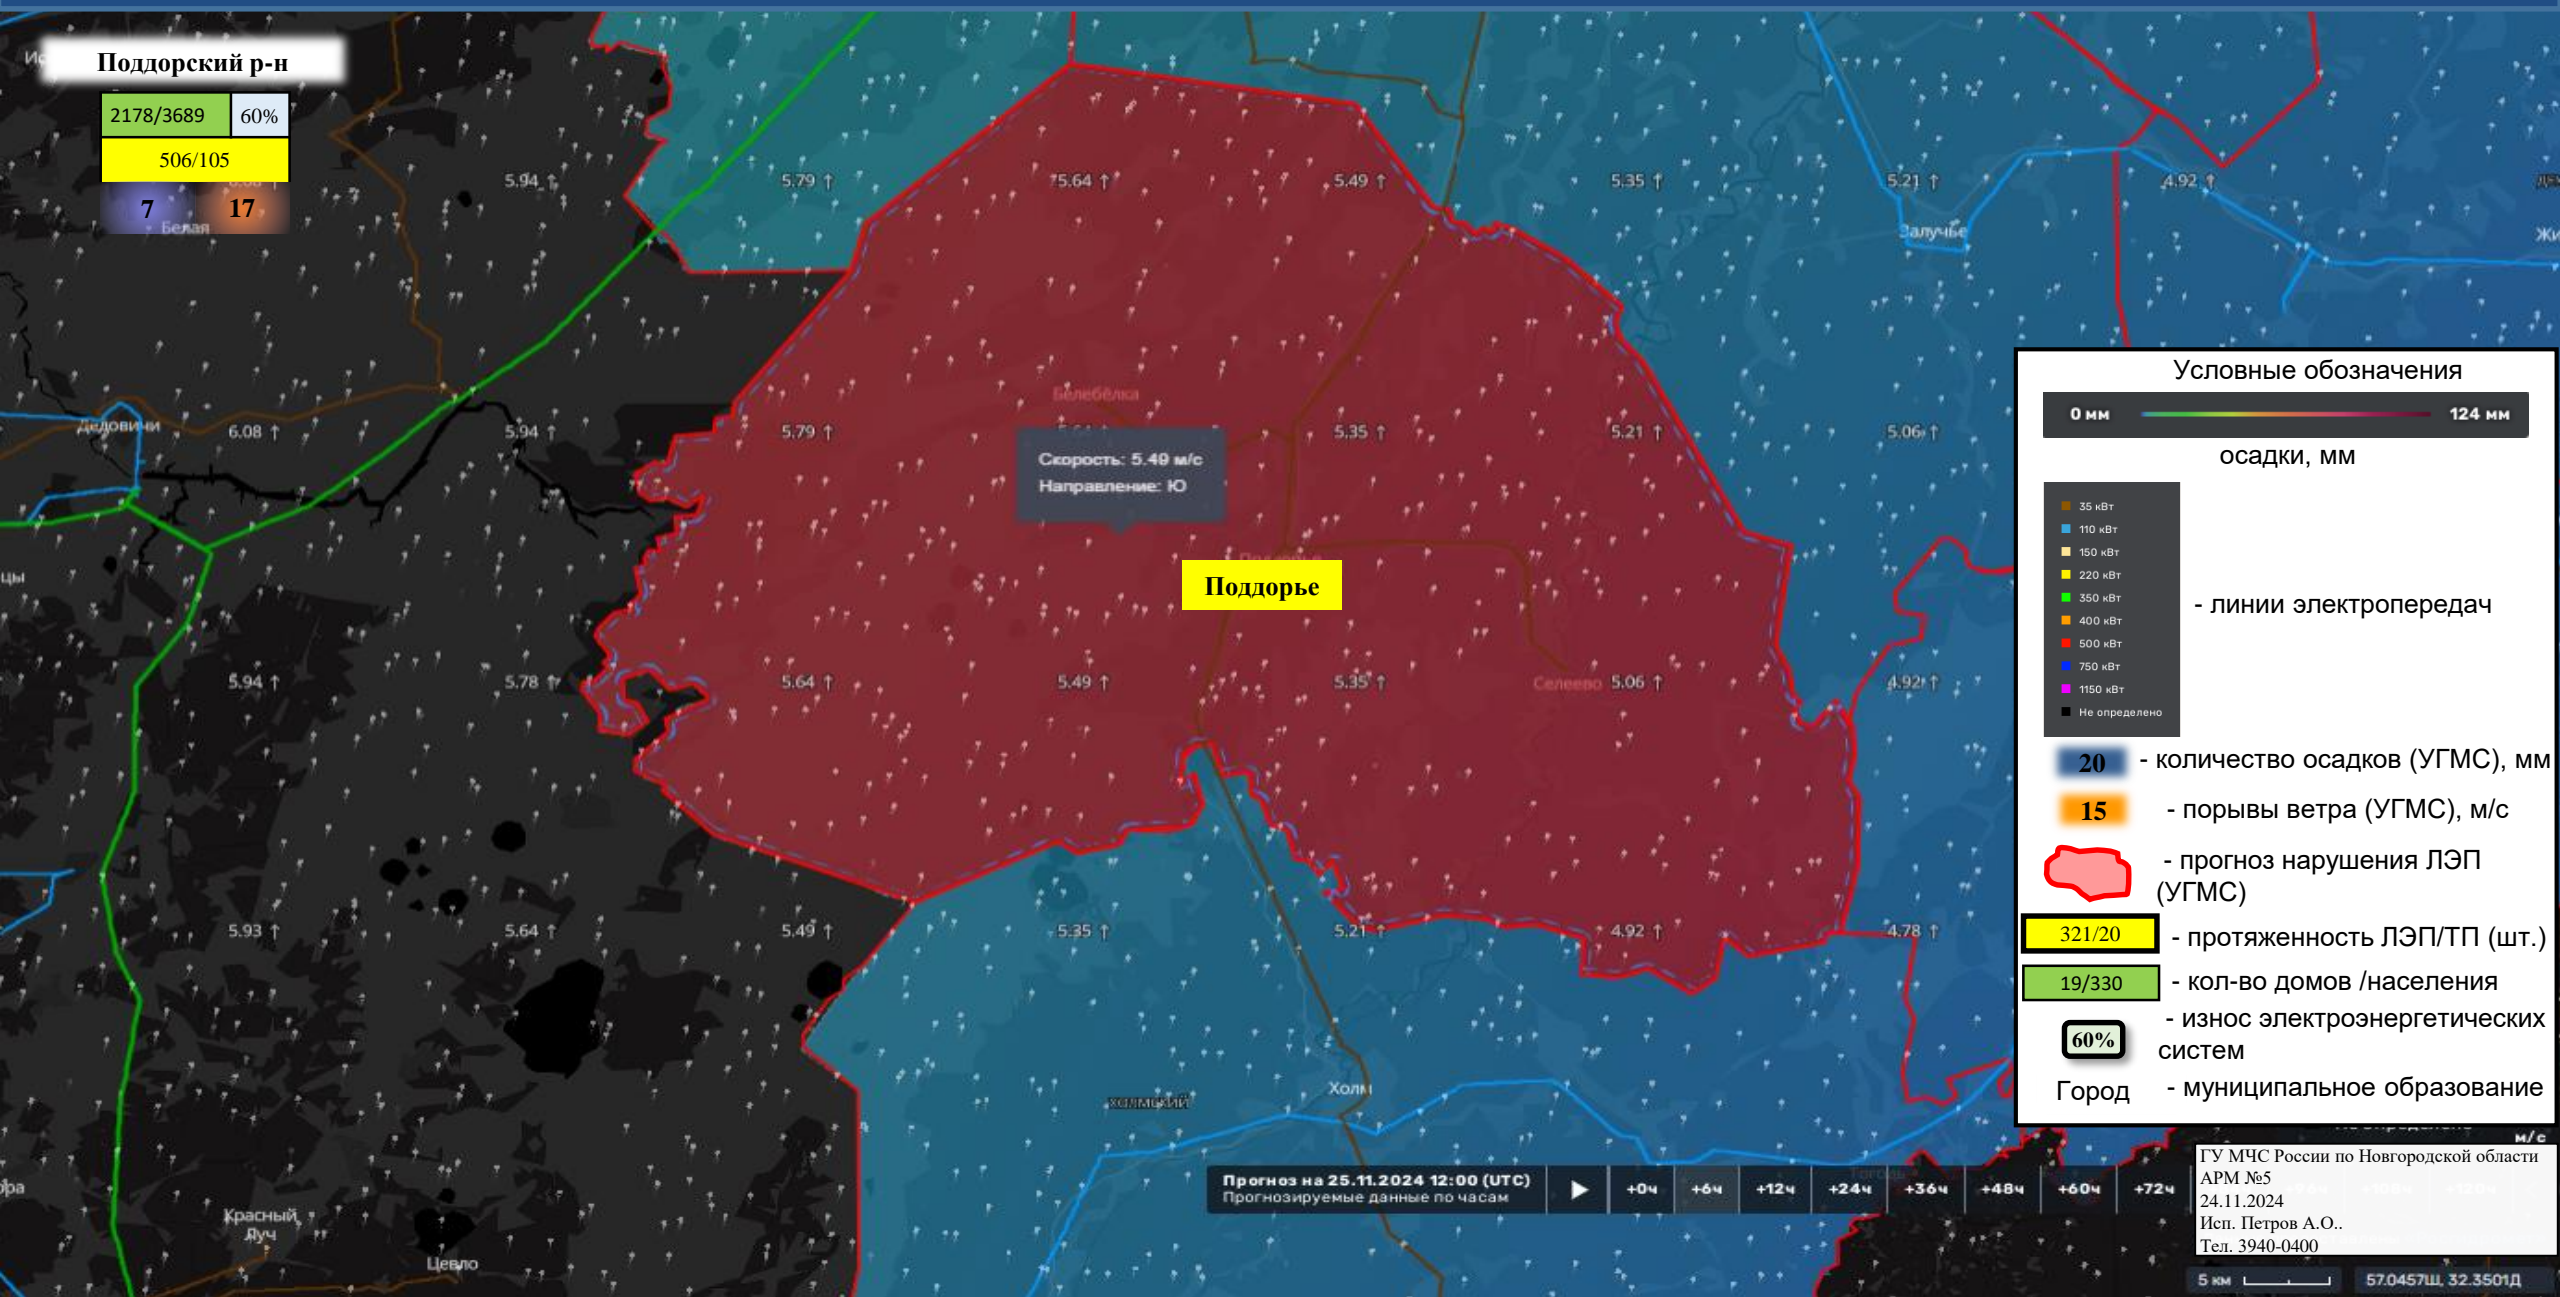 Поддорский р-н
2178/3689 60%
506/105
7 17
Белая
5.94 ↑ 5.79 ↑ 5.64 ↑ 5.49 ↑ 5.35 ↑ 5.21 ↑ 4.92 ↑
Залучье
Белебёлка
Дедовичи
6.08 ↑ 5.94 ↑ 5.79 ↑ 5.35 ↑ 5.21 ↑ 5.06 ↑
Скорость: 5.49 м/с
Направление: Ю
Поддорье
5.94 ↑ 5.78 ↑ 5.64 ↑ 5.49 ↑ 5.35 ↑ Селеево 5.06 ↑ 4.92 ↑
5.93 ↑ 5.64 ↑ 5.49 ↑ 5.35 ↑ 5.21 ↑ 4.92 ↑ 4.78 ↑
Холм
холмский
Красный
Луч
Цевло
Условные обозначения
0 мм 124 мм
осадки, мм
35 кВт
110 кВт
150 кВт
220 кВт
350 кВт
400 кВт
500 кВт
750 кВт
1150 кВт
Не определено
- линии электропередач
20 - количество осадков (УГМС), мм
15 - порывы ветра (УГМС), м/с
- прогноз нарушения ЛЭП
(УГМС)
321/20 - протяженность ЛЭП/ТП (шт.)
19/330 - кол-во домов /населения
60% - износ электроэнергетических
систем
Город - муниципальное образование
м/с
Прогноз на 25.11.2024 12:00 (UTC)
Прогнозируемые данные по часам
+0ч +6ч +12ч +24ч +36ч +48ч +60ч +72ч
ГУ МЧС России по Новгородской области
АРМ №5
24.11.2024
Исп. Петров А.О..
Тел. 3940-0400
5 км 57.0457Ш, 32.3501Д